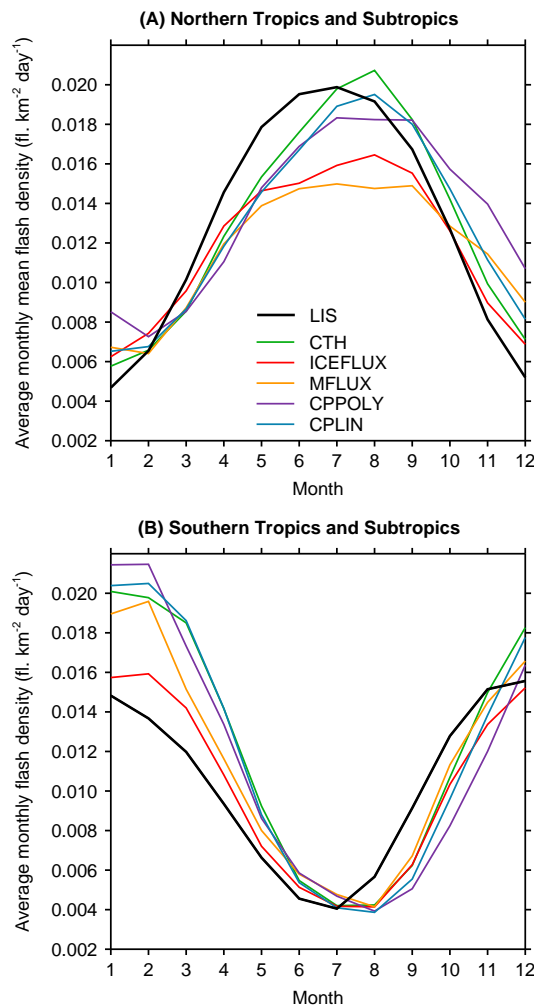 (A) Northern Tropics and Subtropics
Average monthly mean flash density (fl. km⁻² day⁻¹)
0.020
0.018
0.016
0.014
0.012
0.010
0.008
0.006
0.004
0.002
LIS
CTH
ICEFLUX
MFLUX
CPPOLY
CPLIN
1 2 3 4 5 6 7 8 9 10 11 12
Month
(B) Southern Tropics and Subtropics
Average monthly flash density (fl. km⁻² day⁻¹)
0.020
0.018
0.016
0.014
0.012
0.010
0.008
0.006
0.004
0.002
1 2 3 4 5 6 7 8 9 10 11 12
Month